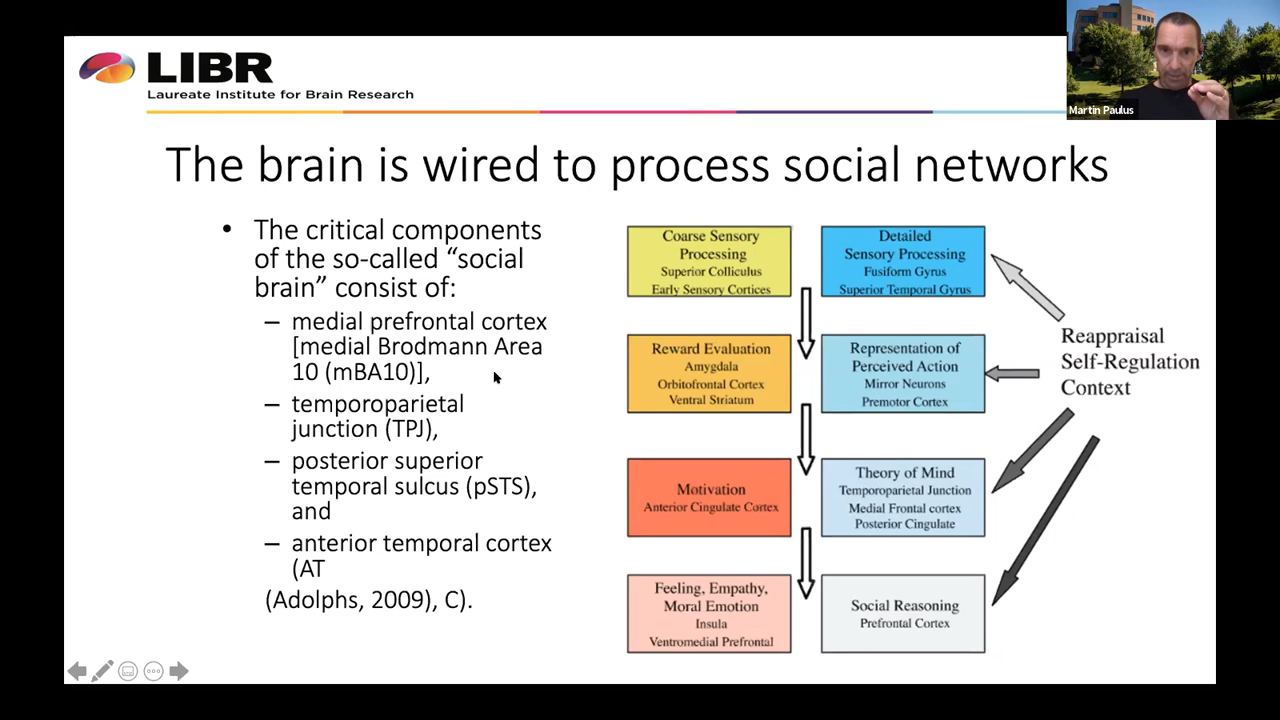 LIBR
Laureate Institute for Brain Research
Martin Paulus
The brain is wired to process social networks
• The critical components
of the so-called “social
brain” consist of:
– medial prefrontal cortex
[medial Brodmann Area
10 (mBA10)],
– temporoparietal
junction (TPJ),
– posterior superior
temporal sulcus (pSTS),
and
– anterior temporal cortex
(AT
(Adolphs, 2009), C).
Coarse Sensory
Processing
Superior Colliculus
Early Sensory Cortices
Detailed
Sensory Processing
Fusiform Gyrus
Superior Temporal Gyrus
Reward Evaluation
Amygdala
Orbitofrontal Cortex
Ventral Striatum
Representation of
Perceived Action
Mirror Neurons
Premotor Cortex
Motivation
Anterior Cingulate Cortex
Theory of Mind
Temporoparietal Junction
Medial Frontal cortex
Posterior Cingulate
Feeling, Empathy,
Moral Emotion
Insula
Ventromedial Prefrontal
Social Reasoning
Prefrontal Cortex
Reappraisal
Self-Regulation
Context